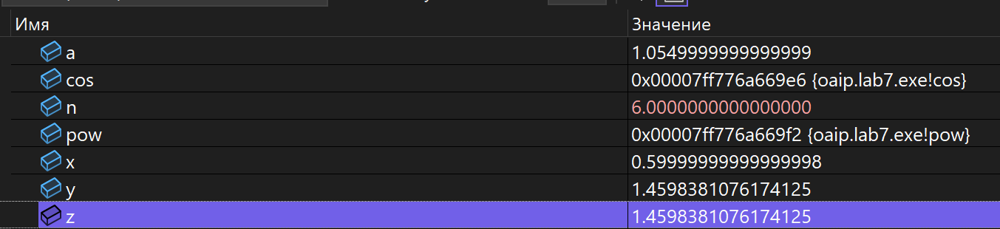 Имя Значение
a 1.0549999999999999
cos 0x00007ff776a669e6 {oaip.lab7.exe!cos}
n 6.0000000000000000
pow 0x00007ff776a669f2 {oaip.lab7.exe!pow}
x 0.59999999999999998
y 1.4598381076174125
z 1.4598381076174125